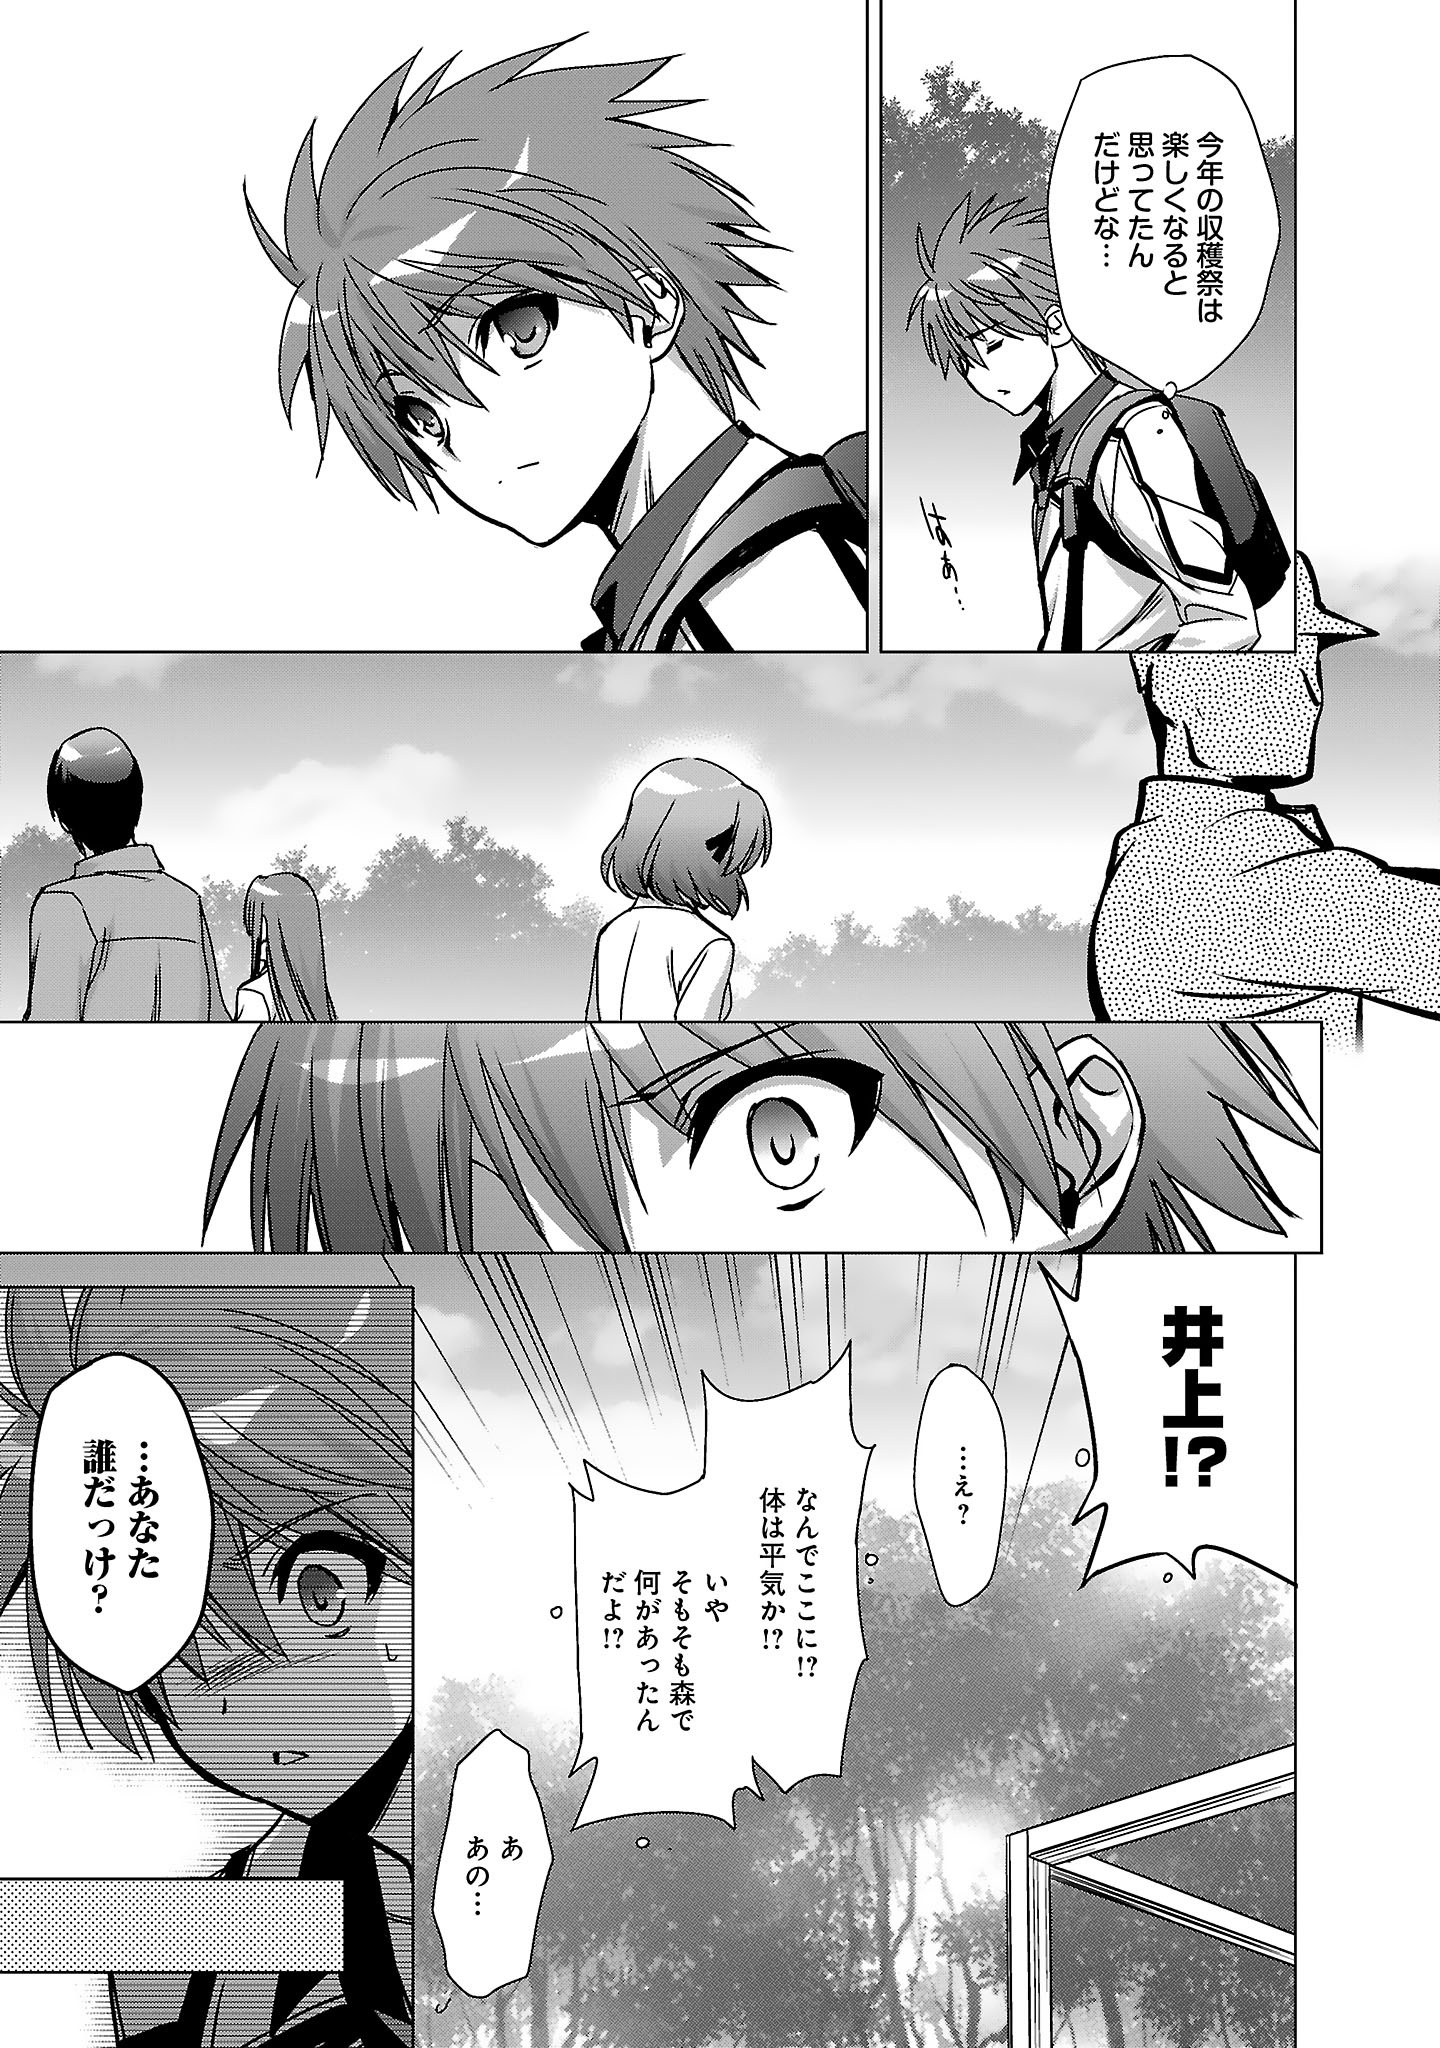 今年の収穫祭は
楽しくなると
思ってたん
だけどな…
はぁ…
井上!?
…え?
なんでここに!?
体は平気か!?
いや
そもそも森で
何があったん
だよ!?
あ
あの…
…あなた
誰だっけ?